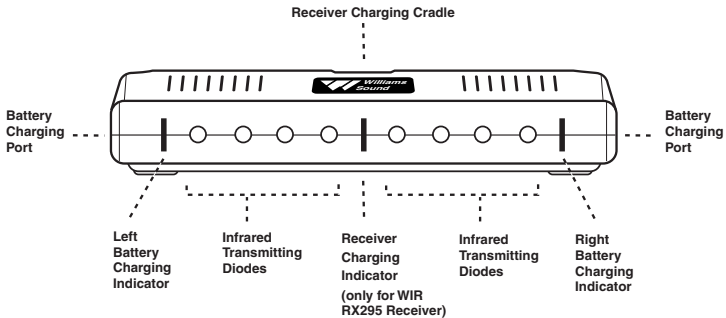 Receiver Charging Cradle
Williams
Sound
Battery
Charging
Port
Battery
Charging
Port
Left
Battery
Charging
Indicator
Infrared
Transmitting
Diodes
Receiver
Charging
Indicator
(only for WIR
RX295 Receiver)
Infrared
Transmitting
Diodes
Right
Battery
Charging
Indicator